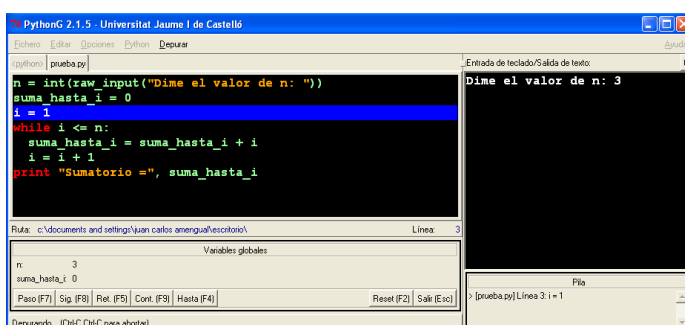 PythonG 2.1.5 - Universitat Jaume I de Castelló
Fichero Editar Opciones Python Depurar Ayuda
<python> prueba.py
n = int(raw_input("Dime el valor de n: "))
suma_hasta_i = 0
i = 1
while i <= n:
suma_hasta_i = suma_hasta_i + i
i = i + 1
print "Sumatorio =", suma_hasta_i
Ruta: c:\documents and settings\juan carlos amengual\escritorio\ Línea: 3
Variables globales
n: 3
suma_hasta_i: 0
Paso (F7) Sig. (F8) Ret. (F5) Cont. (F9) Hasta (F4) Reset (F2) Salir (Esc)
Depurando (Ctrl-C Ctrl-C para abortar)
Entrada de teclado/Salida de texto:
Dime el valor de n: 3
Pila
> [prueba.py] Línea 3: i = 1